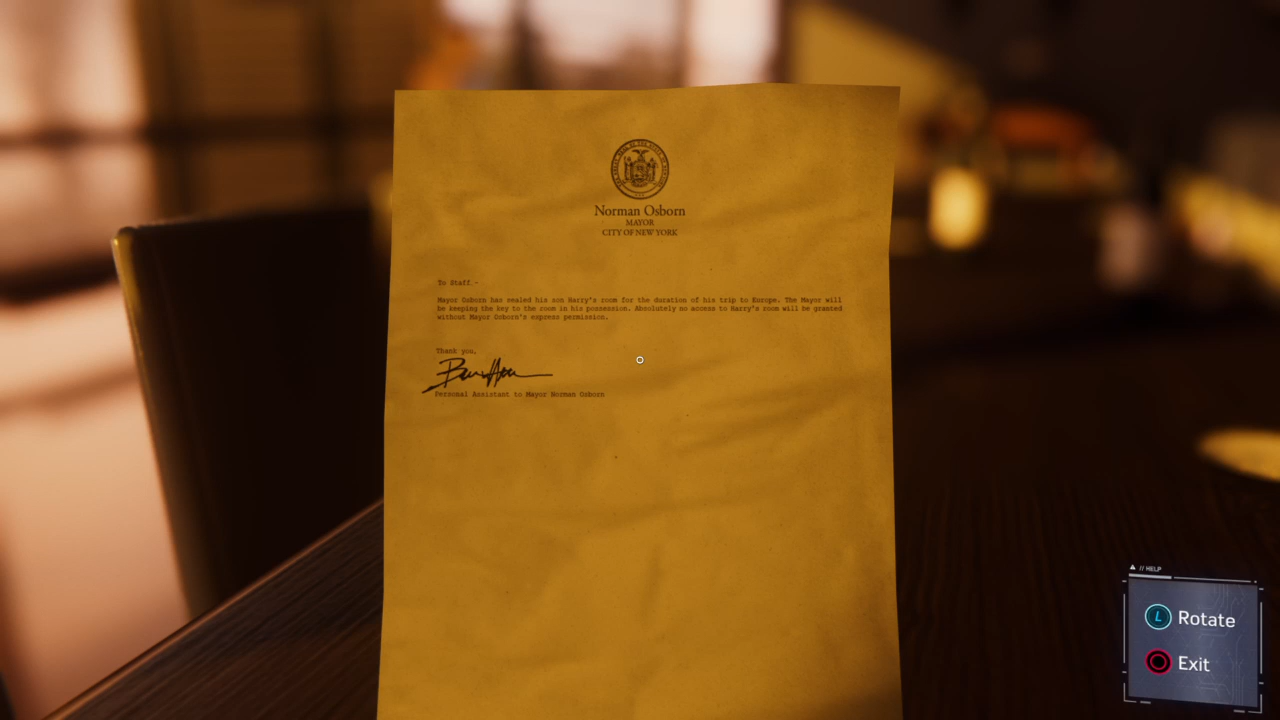 Norman Osborn
MAYOR
CITY OF NEW YORK
To Staff-
Mayor Osborn has sealed his son Harry's room for the duration of his trip to Europe. The Mayor will
be keeping the key to the room in his possession. Absolutely no access to Harry's room will be granted
without Mayor Osborn's express permission.
Thank you,
Personal Assistant to Mayor Norman Osborn
// HELP
L Rotate
Exit